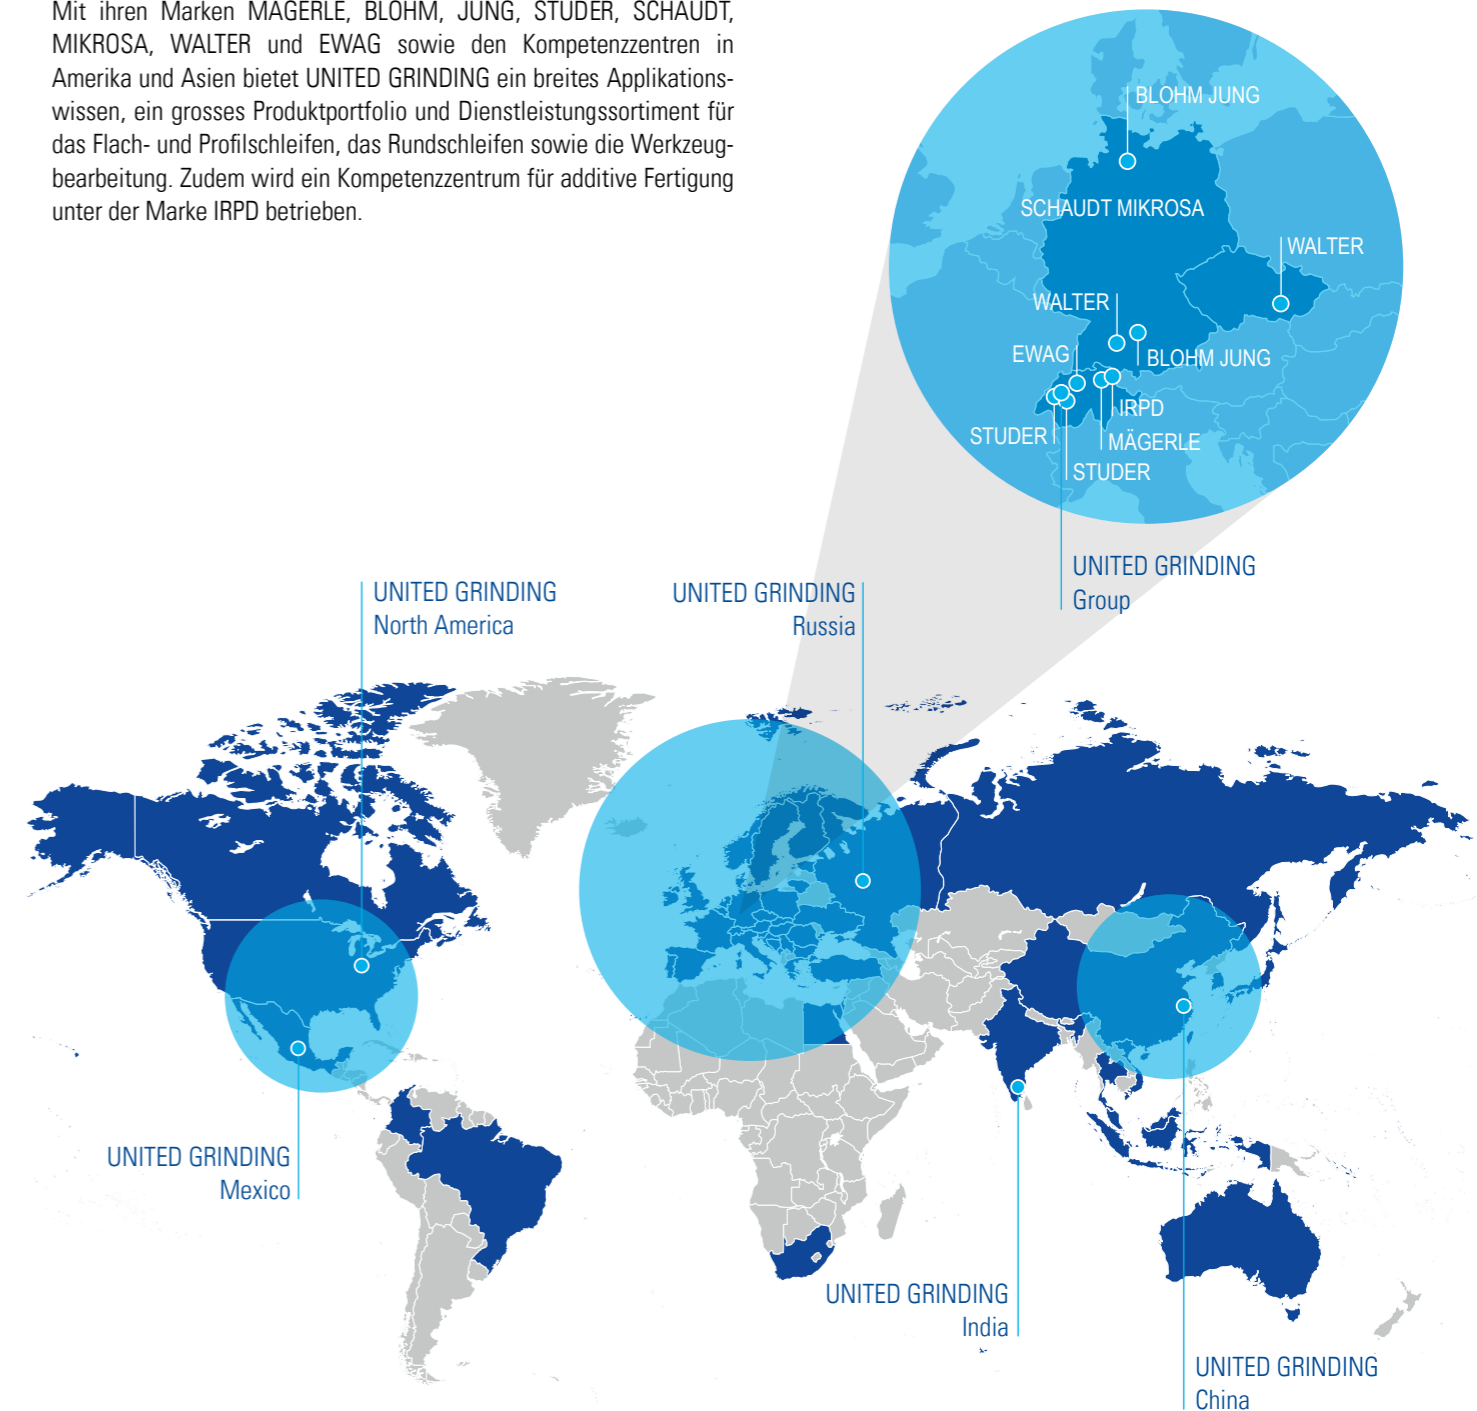 Mit ihren Marken MÄGERLE, BLOHM, JUNG, STUDER, SCHAUDT,
MIKROSA, WALTER und EWAG sowie den Kompetenzzentren in
Amerika und Asien bietet UNITED GRINDING ein breites Applikations-
wissen, ein grosses Produktportfolio und Dienstleistungssortiment für
das Flach- und Profilschleifen, das Rundschleifen sowie die Werkzeug-
bearbeitung. Zudem wird ein Kompetenzzentrum für additive Fertigung
unter der Marke IRPD betrieben.
BLOHM JUNG
SCHAUDT MIKROSA
WALTER
WALTER
EWAG
BLOHM JUNG
IRPD
STUDER
MÄGERLE
STUDER
UNITED GRINDING
Group
UNITED GRINDING
North America
UNITED GRINDING
Russia
UNITED GRINDING
Mexico
UNITED GRINDING
India
UNITED GRINDING
China